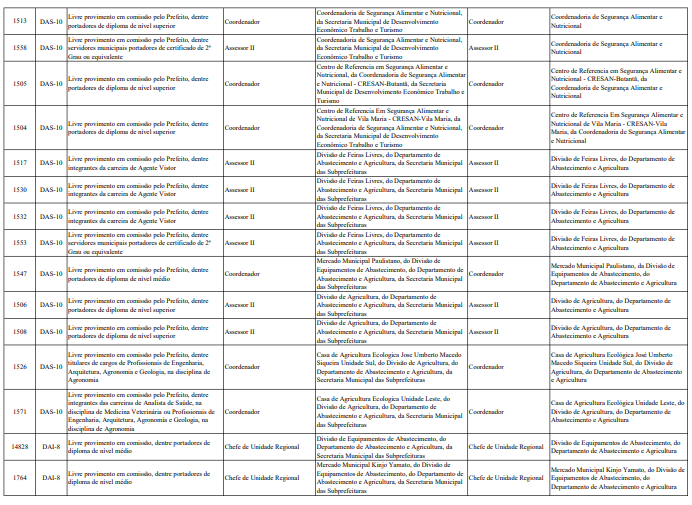 1513 DAS-10 Livre provimento em comissão pelo Prefeito, dentre portadores de diploma de nível superior Coordenador Coordenadoria de Segurança Alimentar e Nutricional, da Secretaria Municipal de Desenvolvimento Econômico Trabalho e Turismo Coordenador Coordenadoria de Segurança Alimentar e Nutricional
1558 DAS-10 Livre provimento em comissão pelo Prefeito, dentre servidores municipais portadores de certificado de 2º Grau ou equivalente Assessor II Coordenadoria de Segurança Alimentar e Nutricional, da Secretaria Municipal de Desenvolvimento Econômico Trabalho e Turismo Assessor II Coordenadoria de Segurança Alimentar e Nutricional
1505 DAS-10 Livre provimento em comissão pelo Prefeito, dentre portadores de diploma de nível superior Coordenador Centro de Referencia em Segurança Alimentar e Nutricional, da Coordenadoria de Segurança Alimentar e Nutricional - CRESAN-Butantã, da Secretaria Municipal de Desenvolvimento Econômico Trabalho e Turismo Coordenador Centro de Referencia em Segurança Alimentar e Nutricional - CRESAN-Butantã, da Coordenadoria de Segurança Alimentar e Nutricional
1504 DAS-10 Livre provimento em comissão pelo Prefeito, dentre portadores de diploma de nível superior Coordenador Centro de Referencia Em Segurança Alimentar e Nutricional de Vila Maria - CRESAN-Vila Maria, da Coordenadoria de Segurança Alimentar e Nutricional, da Secretaria Municipal de Desenvolvimento Econômico Trabalho e Turismo Coordenador Centro de Referencia Em Segurança Alimentar e Nutricional de Vila Maria - CRESAN-Vila Maria, da Coordenadoria de Segurança Alimentar e Nutricional
1517 DAS-10 Livre provimento em comissão pelo Prefeito, dentre integrantes da carreira de Agente Vistor Assessor II Divisão de Feiras Livres, do Departamento de Abastecimento e Agricultura, da Secretaria Municipal das Subprefeituras Assessor II Divisão de Feiras Livres, do Departamento de Abastecimento e Agricultura
1530 DAS-10 Livre provimento em comissão pelo Prefeito, dentre integrantes da carreira de Agente Vistor Assessor II Divisão de Feiras Livres, do Departamento de Abastecimento e Agricultura, da Secretaria Municipal das Subprefeituras Assessor II Divisão de Feiras Livres, do Departamento de Abastecimento e Agricultura
1532 DAS-10 Livre provimento em comissão pelo Prefeito, dentre integrantes da carreira de Agente Vistor Assessor II Divisão de Feiras Livres, do Departamento de Abastecimento e Agricultura, da Secretaria Municipal das Subprefeituras Assessor II Divisão de Feiras Livres, do Departamento de Abastecimento e Agricultura
1553 DAS-10 Livre provimento em comissão pelo Prefeito, dentre servidores municipais portadores de certificado de 2º Grau ou equivalente Assessor II Divisão de Feiras Livres, do Departamento de Abastecimento e Agricultura, da Secretaria Municipal das Subprefeituras Assessor II Divisão de Feiras Livres, do Departamento de Abastecimento e Agricultura
1547 DAS-10 Livre provimento em comissão pelo Prefeito, dentre portadores de diploma de nível médio Coordenador Mercado Municipal Paulistano, do Divisão de Equipamentos de Abastecimento, do Departamento de Abastecimento e Agricultura, da Secretaria Municipal das Subprefeituras Coordenador Mercado Municipal Paulistano, da Divisão de Equipamentos de Abastecimento, do Departamento de Abastecimento e Agricultura
1506 DAS-10 Livre provimento em comissão pelo Prefeito, dentre portadores de diploma de nível superior Assessor II Divisão de Agricultura, do Departamento de Abastecimento e Agricultura, da Secretaria Municipal das Subprefeituras Assessor II Divisão de Agricultura, do Departamento de Abastecimento e Agricultura
1508 DAS-10 Livre provimento em comissão pelo Prefeito, dentre portadores de diploma de nível superior Assessor II Divisão de Agricultura, do Departamento de Abastecimento e Agricultura, da Secretaria Municipal das Subprefeituras Assessor II Divisão de Agricultura, do Departamento de Abastecimento e Agricultura
1526 DAS-10 Livre provimento em comissão pelo Prefeito, dentre titulares de cargos de Profissionais de Engenharia, Arquitetura, Agronomia e Geologia, na disciplina de Agronomia Coordenador Casa de Agricultura Ecologica Jose Umberto Macedo Siqueira Unidade Sul, do Divisão de Agricultura, do Departamento de Abastecimento e Agricultura, da Secretaria Municipal das Subprefeituras Coordenador Casa de Agricultura Ecológica José Umberto Macedo Siqueira Unidade Sul, do Divisão de Agricultura, do Departamento de Abastecimento e Agricultura
1571 DAS-10 Livre provimento em comissão pelo Prefeito, dentre integrantes das carreiras de Analista de Saúde, na disciplina de Medicina Veterinária ou Profissionais de Engenharia, Arquitetura, Agronomia e Geologia, na disciplina de Agronomia Coordenador Casa de Agricultura Ecologica Unidade Leste, do Divisão de Agricultura, do Departamento de Abastecimento e Agricultura, da Secretaria Municipal das Subprefeituras Coordenador Casa de Agricultura Ecológica Unidade Leste, do Divisão de Agricultura, do Departamento de Abastecimento e Agricultura
14828 DAI-8 Livre provimento em comissão, dentre portadores de diploma de nível médio Chefe de Unidade Regional Divisão de Equipamentos de Abastecimento, do Departamento de Abastecimento e Agricultura, da Secretaria Municipal das Subprefeituras Chefe de Unidade Regional Divisão de Equipamentos de Abastecimento, do Departamento de Abastecimento e Agricultura
1764 DAI-8 Livre provimento em comissão, dentre portadores de diploma de nível médio Chefe de Unidade Regional Mercado Municipal Kinjo Yamato, do Divisão de Equipamentos de Abastecimento, do Departamento de Abastecimento e Agricultura, da Secretaria Municipal das Subprefeituras Chefe de Unidade Regional Mercado Municipal Kinjo Yamato, do Divisão de Equipamentos de Abastecimento, do Departamento de Abastecimento e Agricultura